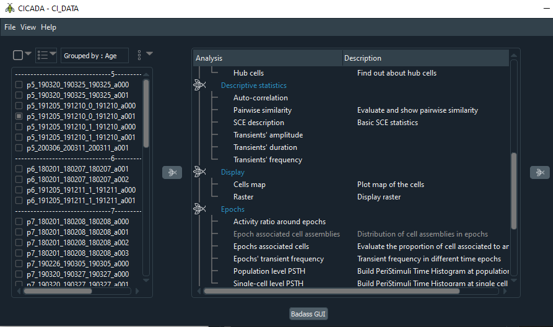 CICADA - CI_DATA
File View Help
Grouped by : Age
-----5-----
p5_190320_190325_190325_a000
p5_190320_190325_190325_a001
p5_191205_191210_0_191210_a000
p5_191205_191210_0_191210_a001
p5_191205_191210_1_191210_a000
p5_191205_191210_1_191210_a001
p5_200306_200311_200311_a001
-----6-----
p6_180201_180207_180207_a001
p6_180201_180207_180207_a002
p6_191205_191211_1_191211_a000
p6_191205_191211_1_191211_a001
-----7-----
p7_180201_180208_180208_a000
p7_180201_180208_180208_a001
p7_180201_180208_180208_a002
p7_180201_180208_180208_a003
p7_190226_190305_190305_a000
p7_190320_190327_190327_a000
p7_190320_190327_190327_a001
Analysis Description
Hub cells Find out about hub cells
Descriptive statistics
Auto-correlation
Pairwise similarity Evaluate and show pairwise similarity
SCE description Basic SCE statistics
Transients' amplitude
Transients' duration
Transients' frequency
Display
Cells map Plot map of the cells
Raster Display raster
Epochs
Activity ratio around epochs
Epoch associated cell assemblies Distribution of cell assemblies in epochs
Epochs associated cells Evaluate the proportion of cell associated to ar
Epochs' transient frequency Transient frequency in different time epochs
Population level PSTH Build PeriStimuli Time Histogram at population
Single-cell level PSTH Build PeriStimuli Time Histogram at single cell
Badass GUI